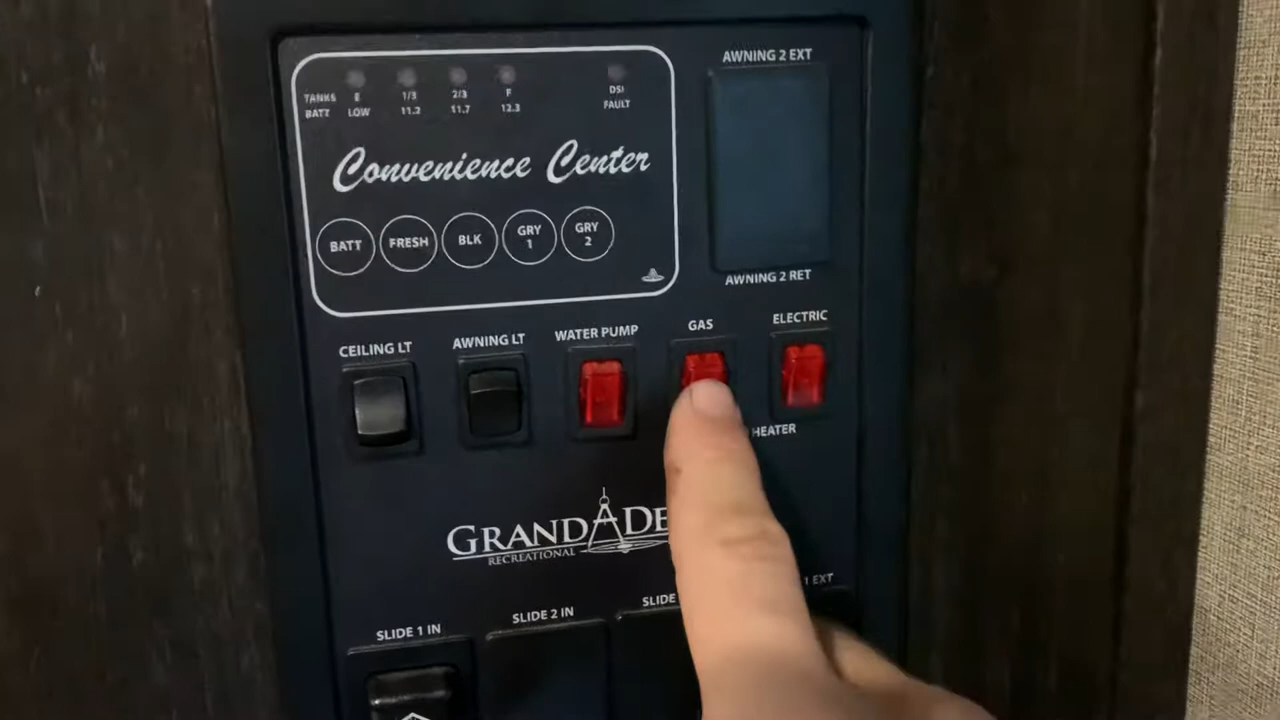 AWNING 2 EXT
TANKS E 1/3 2/3 F DSI
BATT LOW 11.2 11.7 12.3 FAULT
Convenience Center
BATT FRESH BLK GRY 1 GRY 2
AWNING 2 RET
CEILING LT AWNING LT WATER PUMP GAS ELECTRIC
HEATER
GRAND DE
RECREATIONAL
SLIDE 1 IN SLIDE 2 IN SLIDE 1 EXT